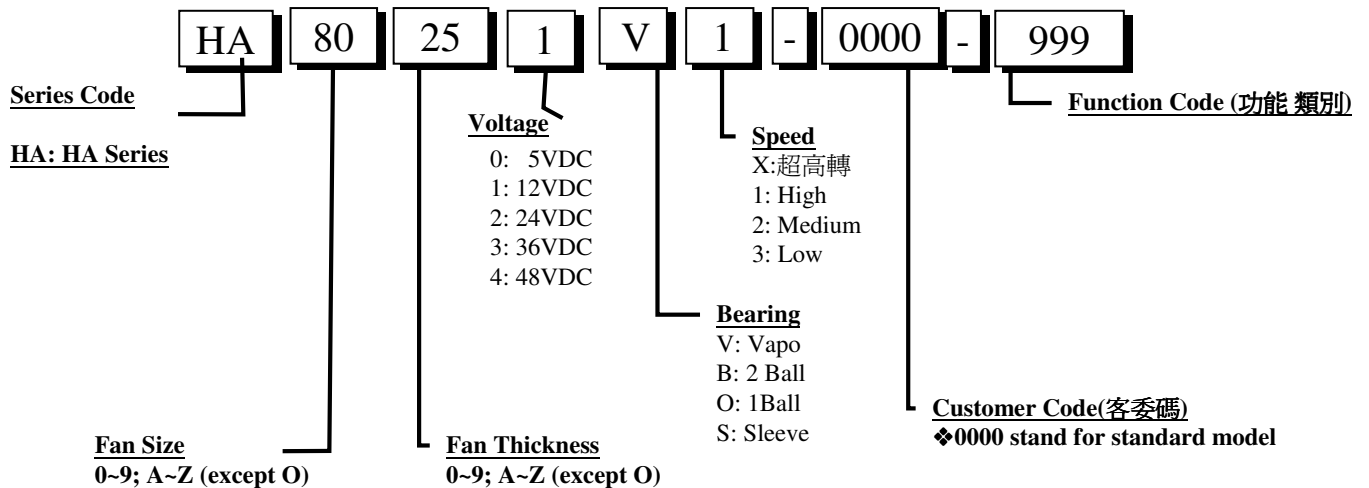 HA 80 25 1 V 1 - 0000 - 999
Series Code
HA: HA Series
Voltage
0: 5VDC
1: 12VDC
2: 24VDC
3: 36VDC
4: 48VDC
Speed
X:超高轉
1: High
2: Medium
3: Low
Function Code (功能 類別)
Bearing
V: Vapo
B: 2 Ball
O: 1Ball
S: Sleeve
Customer Code(客委碼)
❖0000 stand for standard model
Fan Size
0~9; A~Z (except O)
Fan Thickness
0~9; A~Z (except O)